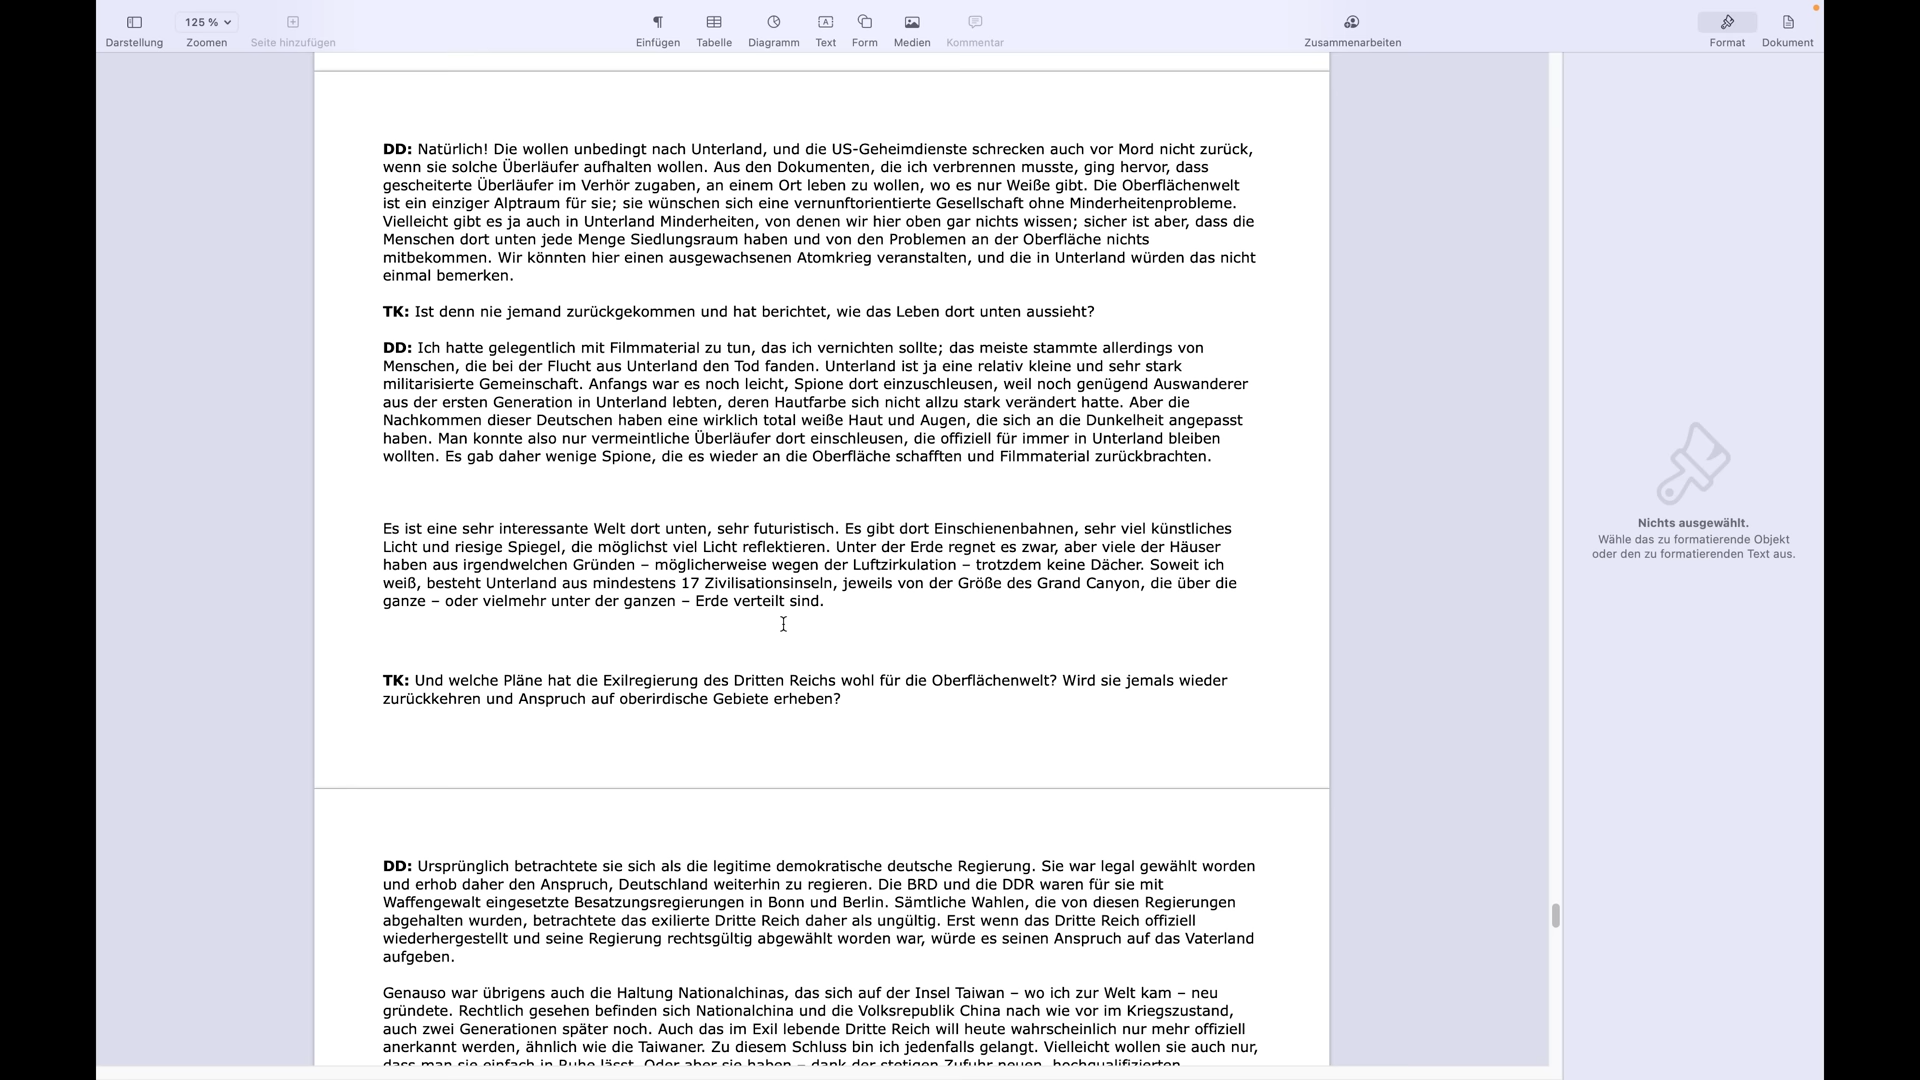 Darstellung
125 %
Zoomen
Seite hinzufügen
Einfügen
Tabelle
Diagramm
Text
Form
Medien
Kommentar
Zusammenarbeiten
Format
Dokument
DD: Natürlich! Die wollen unbedingt nach Unterland, und die US-Geheimdienste schrecken auch vor Mord nicht zurück,
wenn sie solche Überläufer aufhalten wollen. Aus den Dokumenten, die ich verbrennen musste, ging hervor, dass
gescheiterte Überläufer im Verhör zugaben, an einem Ort leben zu wollen, wo es nur Weiße gibt. Die Oberflächenwelt
ist ein einziger Alptraum für sie; sie wünschen sich eine vernunftorientierte Gesellschaft ohne Minderheitenprobleme.
Vielleicht gibt es ja auch in Unterland Minderheiten, von denen wir hier oben gar nichts wissen; sicher ist aber, dass die
Menschen dort unten jede Menge Siedlungsraum haben und von den Problemen an der Oberfläche nichts
mitbekommen. Wir könnten hier einen ausgewachsenen Atomkrieg veranstalten, und die in Unterland würden das nicht
einmal bemerken.
TK: Ist denn nie jemand zurückgekommen und hat berichtet, wie das Leben dort unten aussieht?
DD: Ich hatte gelegentlich mit Filmmaterial zu tun, das ich vernichten sollte; das meiste stammte allerdings von
Menschen, die bei der Flucht aus Unterland den Tod fanden. Unterland ist ja eine relativ kleine und sehr stark
militarisierte Gemeinschaft. Anfangs war es noch leicht, Spione dort einzuschleusen, weil noch genügend Auswanderer
aus der ersten Generation in Unterland lebten, deren Hautfarbe sich nicht allzu stark verändert hatte. Aber die
Nachkommen dieser Deutschen haben eine wirklich total weiße Haut und Augen, die sich an die Dunkelheit angepasst
haben. Man konnte also nur vermeintliche Überläufer dort einschleusen, die offiziell für immer in Unterland bleiben
wollten. Es gab daher wenige Spione, die es wieder an die Oberfläche schafften und Filmmaterial zurückbrachten.
Es ist eine sehr interessante Welt dort unten, sehr futuristisch. Es gibt dort Einschienenbahnen, sehr viel künstliches
Licht und riesige Spiegel, die möglichst viel Licht reflektieren. Unter der Erde regnet es zwar, aber viele der Häuser
haben aus irgendwelchen Gründen – möglicherweise wegen der Luftzirkulation – trotzdem keine Dächer. Soweit ich
weiß, besteht Unterland aus mindestens 17 Zivilisationsinseln, jeweils von der Größe des Grand Canyon, die über die
ganze – oder vielmehr unter der ganzen – Erde verteilt sind.
TK: Und welche Pläne hat die Exilregierung des Dritten Reichs wohl für die Oberflächenwelt? Wird sie jemals wieder
zurückkehren und Anspruch auf oberirdische Gebiete erheben?
DD: Ursprünglich betrachtete sie sich als die legitime demokratische deutsche Regierung. Sie war legal gewählt worden
und erhob daher den Anspruch, Deutschland weiterhin zu regieren. Die BRD und die DDR waren für sie mit
Waffengewalt eingesetzte Besatzungsregierungen in Bonn und Berlin. Sämtliche Wahlen, die von diesen Regierungen
abgehalten wurden, betrachtete das exilierte Dritte Reich daher als ungültig. Erst wenn das Dritte Reich offiziell
wiederhergestellt und seine Regierung rechtsgültig abgewählt worden war, würde es seinen Anspruch auf das Vaterland
aufgeben.
Genauso war übrigens auch die Haltung Nationalchinas, das sich auf der Insel Taiwan – wo ich zur Welt kam – neu
gründete. Rechtlich gesehen befinden sich Nationalchina und die Volksrepublik China nach wie vor im Kriegszustand,
auch zwei Generationen später noch. Auch das im Exil lebende Dritte Reich will heute wahrscheinlich nur mehr offiziell
anerkannt werden, ähnlich wie die Taiwaner. Zu diesem Schluss bin ich jedenfalls gelangt. Vielleicht wollen sie auch nur,
dass man sie einfach in Ruhe lässt. Oder aber sie haben – dank der stetigen Zufuhr neuen, hochqualifizierten
Nichts ausgewählt.
Wähle das zu formatierende Objekt
oder den zu formatierenden Text aus.